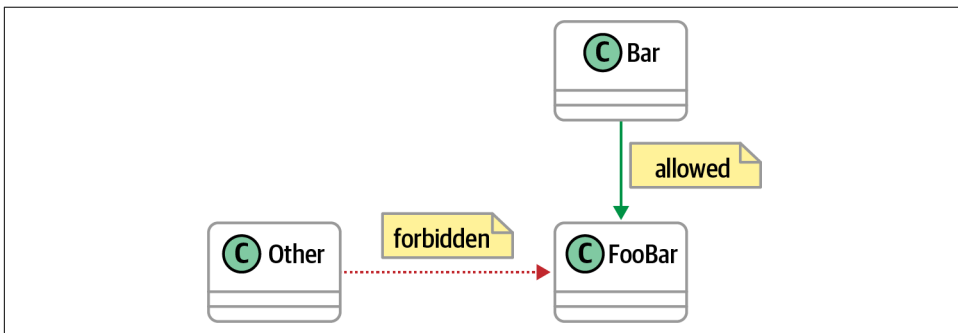 C Bar
allowed
forbidden
C Other
C FooBar